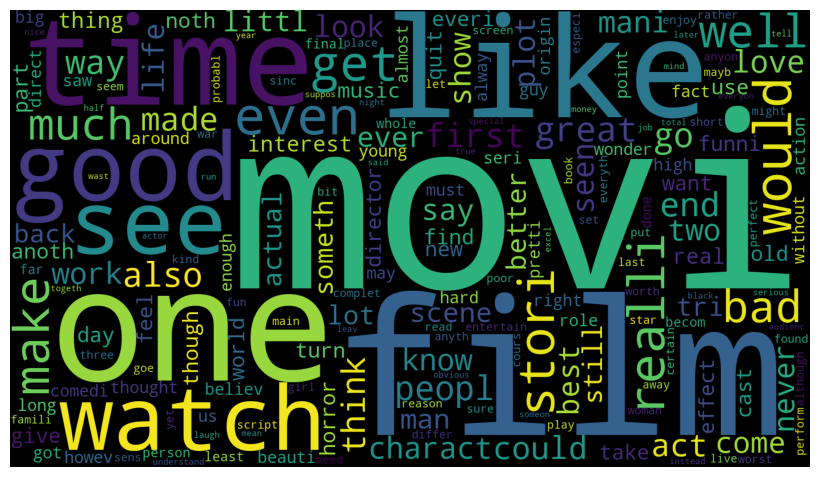 big
nice
thing
noth
littl
look
everi
mani
well
time
like
get
year
way
life
part
direct
saw
seem
sinc
probabl
final
place
almost
quit
plot
origin
show
music
alway
guy
point
love
fact
use
screen
enjoy
rather
later
tell
especi
mind
mayb
anyon
everyon
let
suppos
night
money
half
war
much
made
even
ever
first
great
go
funni
would
whole
special
job
total
short
might
action
around
interest
young
seri
wonder
high
without
good
wast
run
said
true
book
everyth
movi
see
seen
want
end
back
actual
someth
bit
director
must
say
find
new
better
pretti
set
done
put
two
perfect
excel
anoth
actor
enough
may
poor
last
real
old
far
kind
work
also
togeth
fun
complet
hard
right
worth
black
serious
tri
bad
make
one
feel
main
lot
scene
entertain
stori
realli
star
audienc
day
though
world
leav
turn
read
role
becom
certain
found
three
goe
anyth
cours
film
never
comedi
thought
girl
know
best
still
away
effect
cast
long
believ
horror
think
reason
peopl
sure
obvious
differ
man
someon
play
woman
perform
although
famili
yet
us
script
watch
laugh
mean
give
got
howev
sens
person
least
beauti
need
understand
charact
could
take
act
come
live
worst
instead